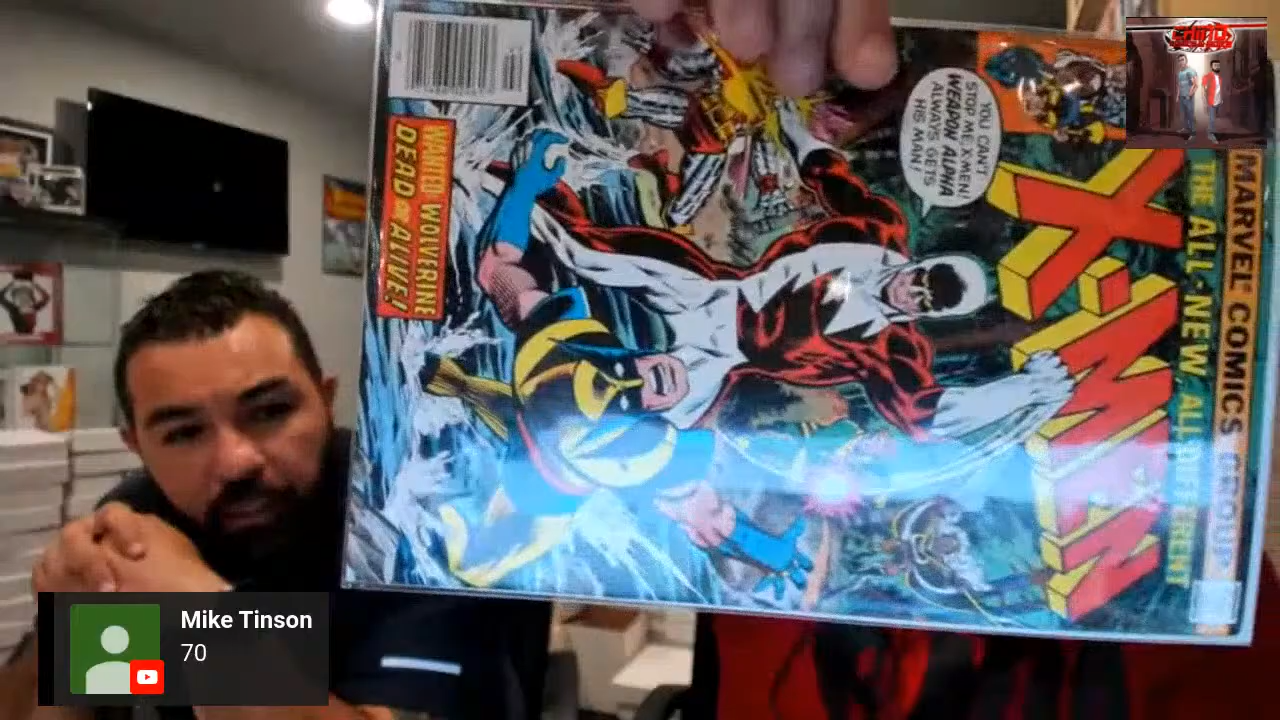 MARVEL COMICS GROUP
THE ALL-NEW, ALL-DIFFERENT
X-MEN
YOU CAN'T
STOP ME, X-MEN!
WEAPON ALPHA
ALWAYS GETS
HIS MAN!
WANTED: WOLVERINE
DEAD OR ALIVE!
Mike Tinson
70